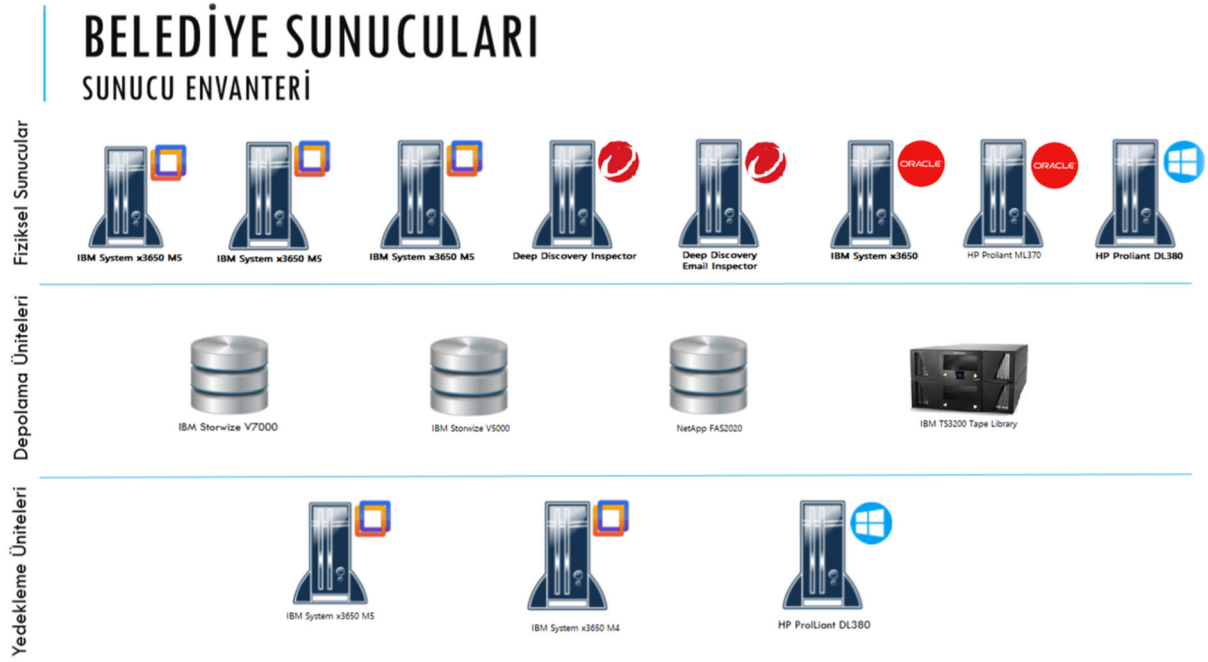 BELEDİYE SUNUCULARI
SUNUCU ENVANTERİ
Fiziksel Sunucular
ORACLE
ORACLE
IBM System x3650 M5
IBM System x3650 M5
IBM System x3650 M5
Deep Discovery Inspector
Deep Discovery
Email Inspector
IBM System x3650
HP Proliant ML370
HP Proliant DL380
Depolama Üniteleri
IBM Storwize V7000
IBM Storwize V5000
NetApp FAS2020
IBM TS3200 Tape Library
Yedekleme Üniteleri
IBM System x3650 M5
IBM System x3650 M4
HP ProlLiant DL380